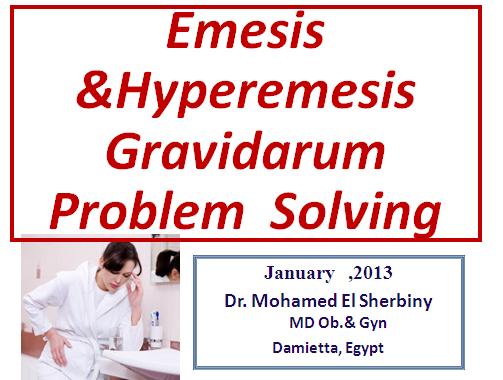 Emesis
&Hyperemesis
Gravidarum
Problem Solving
January ,2013
Dr. Mohamed El Sherbiny
MD Ob.& Gyn
Damietta, Egypt